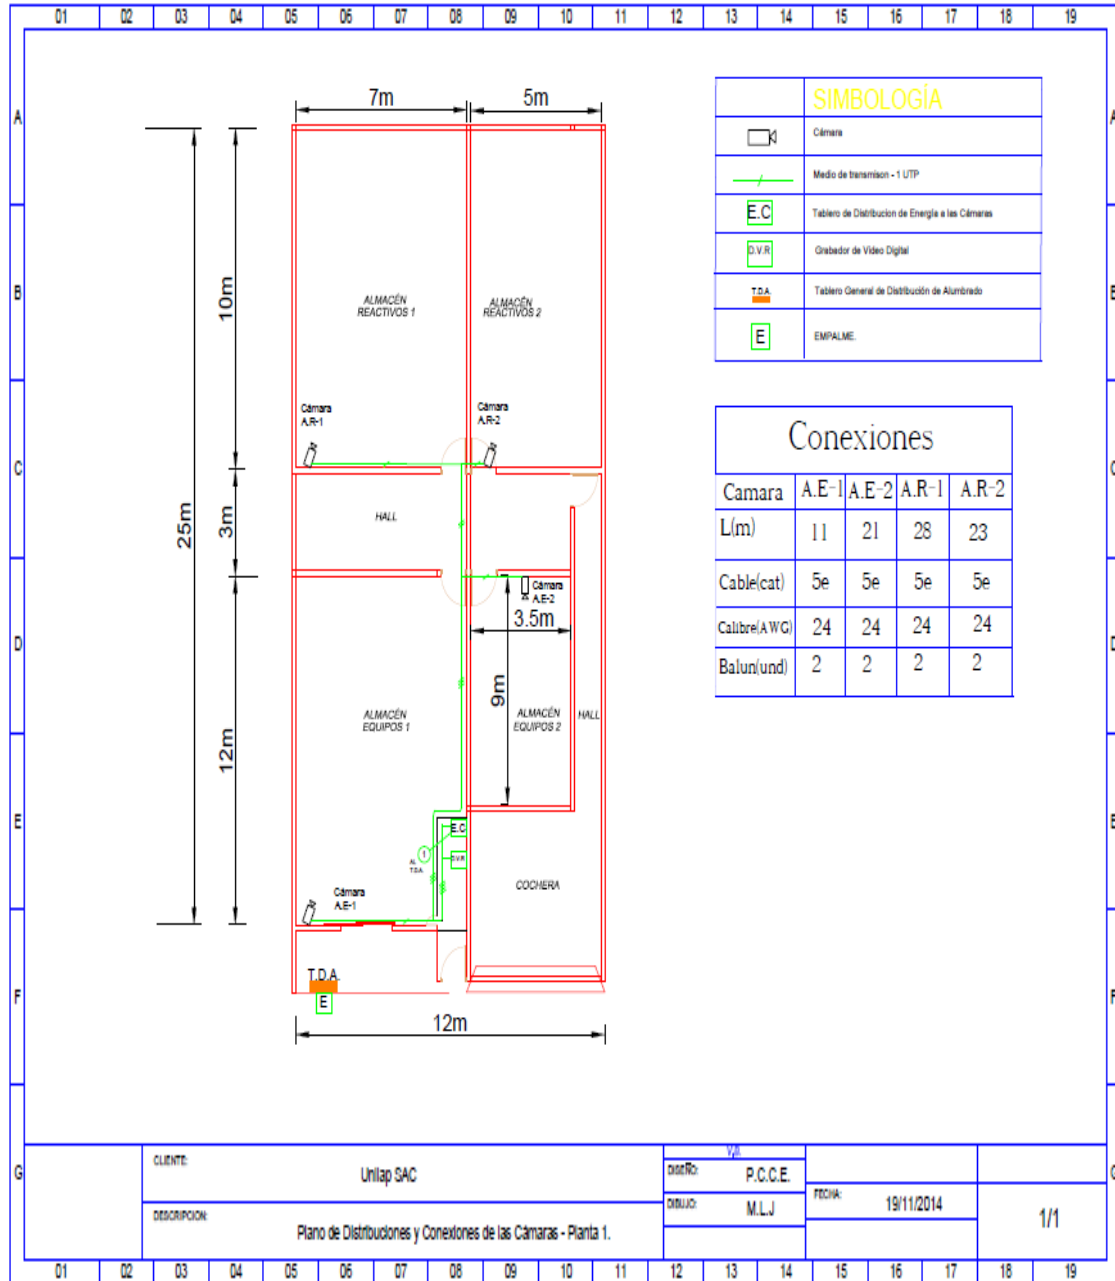 01 02 03 04 05 06 07 08 09 10 11 12 13 14 15 16 17 18 19
A
B
C
D
E
F
G
A
B
C
D
E
F
G
7m
5m
25m
10m
3m
12m
ALMACÉN
REACTIVOS 1
ALMACÉN
REACTIVOS 2
Cámara
A.R-1
Cámara
A.R-2
HALL
Cámara
A.E-2
3.5m
9m
ALMACÉN
EQUIPOS 1
ALMACÉN
EQUIPOS 2
HALL
E.C
1
AL
T.D.A.
D.V.R
COCHERA
Cámara
A.E-1
T.D.A.
E
12m
SIMBOLOGÍA
Cámara
Medio de transmison - 1 UTP
E.C Tablero de Distribucion de Energía a las Cámaras
D.V.R Grabador de Video Digital
T.D.A. Tablero General de Distribución de Alumbrado
E EMPALME.
Conexiones
Camara A.E-1 A.E-2 A.R-1 A.R-2
L(m) 11 21 28 23
Cable(cat) 5e 5e 5e 5e
Calibre(AWG) 24 24 24 24
Balun(und) 2 2 2 2
CLIENTE:
Unilap SAC
DESCRIPCION:
Plano de Distribuciones y Conexiones de las Cámaras - Planta 1.
DISEÑO: P.C.C.E.
DIBUJO: M.L.J
FECHA: 19/11/2014
1/1
01 02 03 04 05 06 07 08 09 10 11 12 13 14 15 16 17 18 19